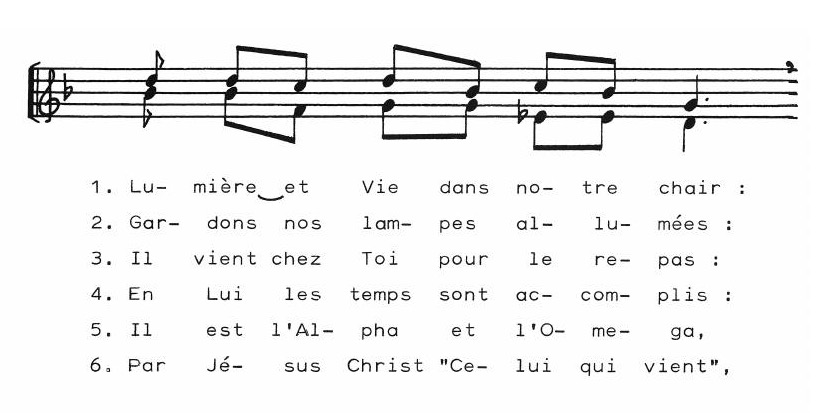 1. Lu- mière‿et Vie dans no- tre chair :
2. Gar- dons nos lam- pes al- lu- mées :
3. Il vient chez Toi pour le re- pas :
4. En Lui les temps sont ac- com- plis :
5. Il est l'Al- pha et l'O- me- ga,
6. Par Jé- sus Christ "Ce- lui qui vient",